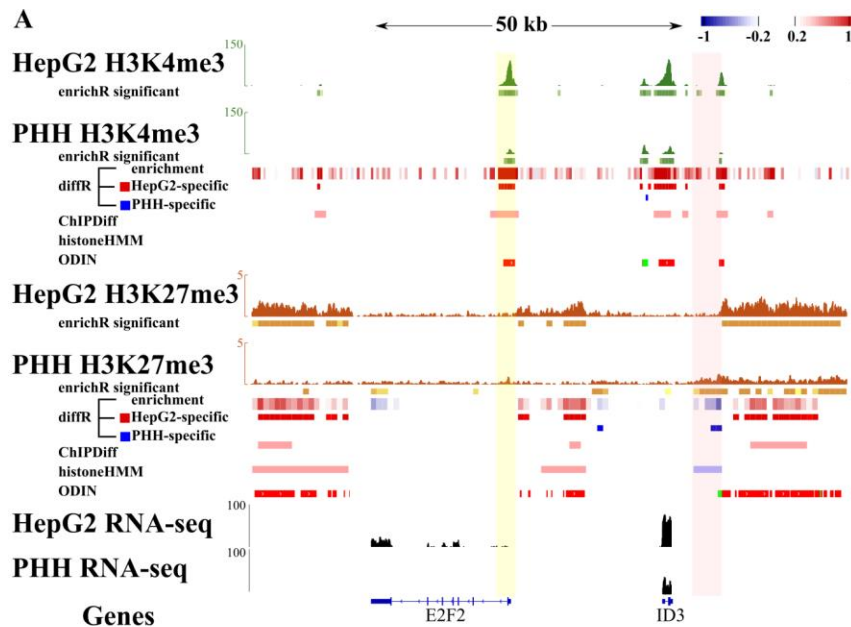 A
50 kb
-1 -0.2 0.2 1
150
HepG2 H3K4me3
enrichR significant
150
PHH H3K4me3
enrichR significant
enrichment
diffR HepG2-specific
PHH-specific
ChIPDiff
histoneHMM
ODIN
5
HepG2 H3K27me3
enrichR significant
5
PHH H3K27me3
enrichR significant
enrichment
diffR HepG2-specific
PHH-specific
ChIPDiff
histoneHMM
ODIN
100
HepG2 RNA-seq
100
PHH RNA-seq
Genes E2F2 ID3